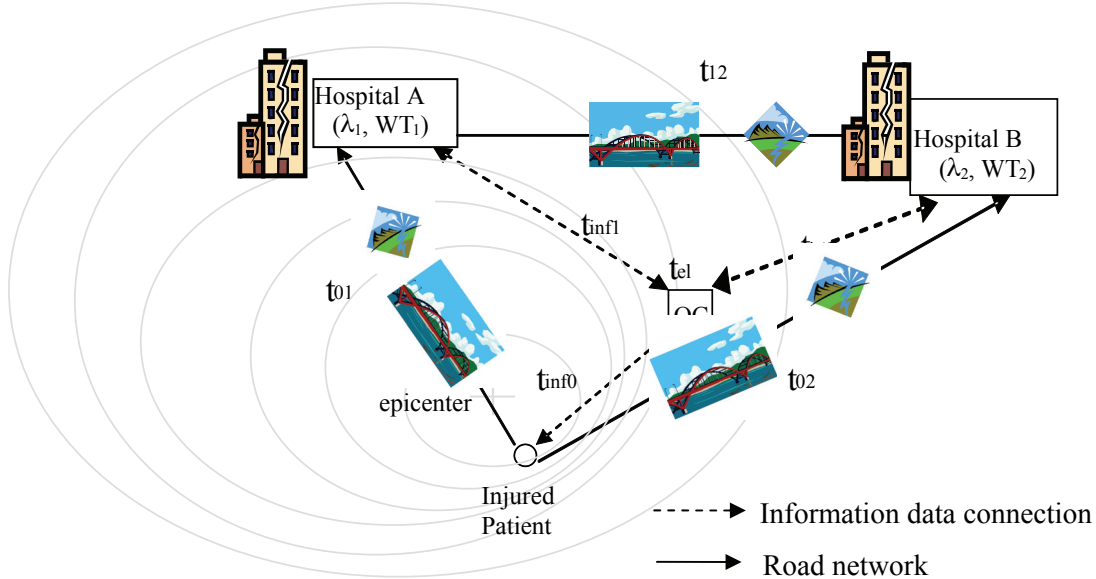 t12
Hospital A
(λ1, WT1)
Hospital B
(λ2, WT2)
tinf1
tel
t01
tinf0
t02
epicenter
Injured
Patient
Information data connection
Road network